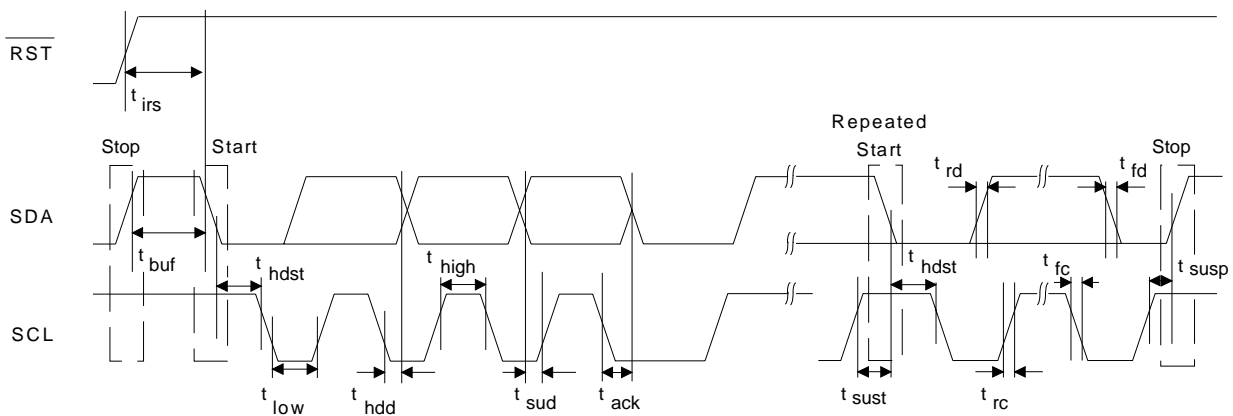 RST
t irs
Repeated
Stop
Start
Start
Stop
t rd
t fd
SDA
t buf
t hdst
t high
t hdst
t fc
t susp
SCL
t low
t hdd
t sud
t ack
t sust
t rc